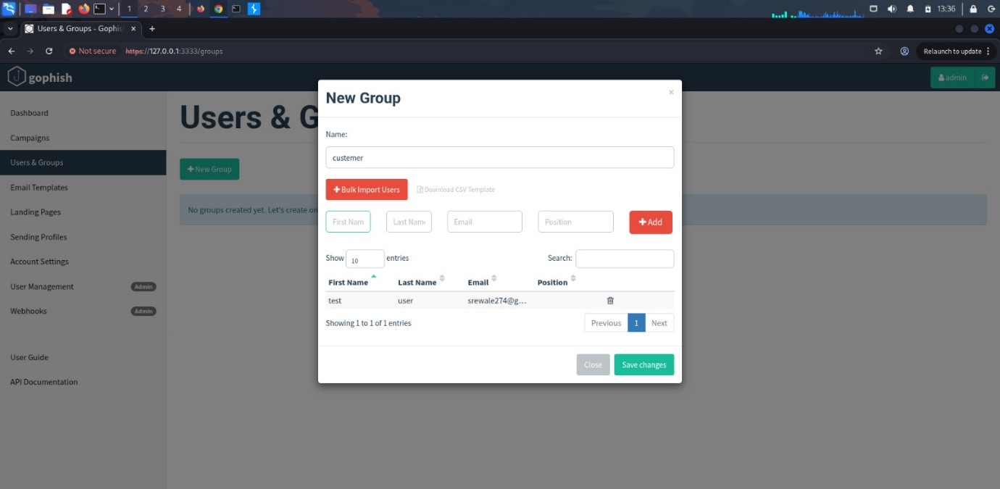 1 2 3 4 13:36
Users & Groups - Gophis
Not secure https://127.0.0.1:3333/groups Relaunch to update
gophish admin
Dashboard
Campaigns
Users & Groups
Email Templates
Landing Pages
Sending Profiles
Account Settings
User Management Admin
Webhooks Admin
User Guide
API Documentation
Users & G
New Group
No groups created yet. Let's create on
New Group ×
Name:
custemer
Bulk Import Users Download CSV Template
First Nam Last Nam Email Position Add
Show 10 entries Search:
First Name Last Name Email Position
test user srewale274@g...
Showing 1 to 1 of 1 entries Previous 1 Next
Close Save changes